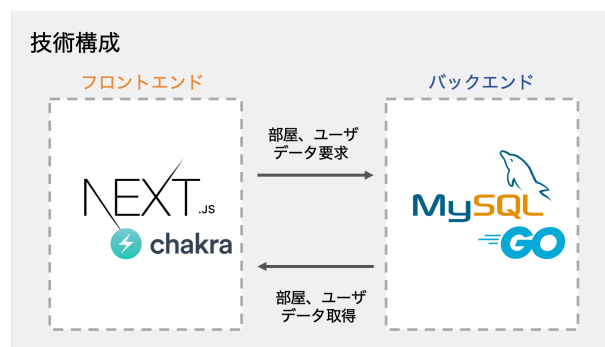 技術構成
フロントエンド
バックエンド
部屋、ユーザ
データ要求
NEXT.JS
chakra
MySQL
GO
部屋、ユーザ
データ取得